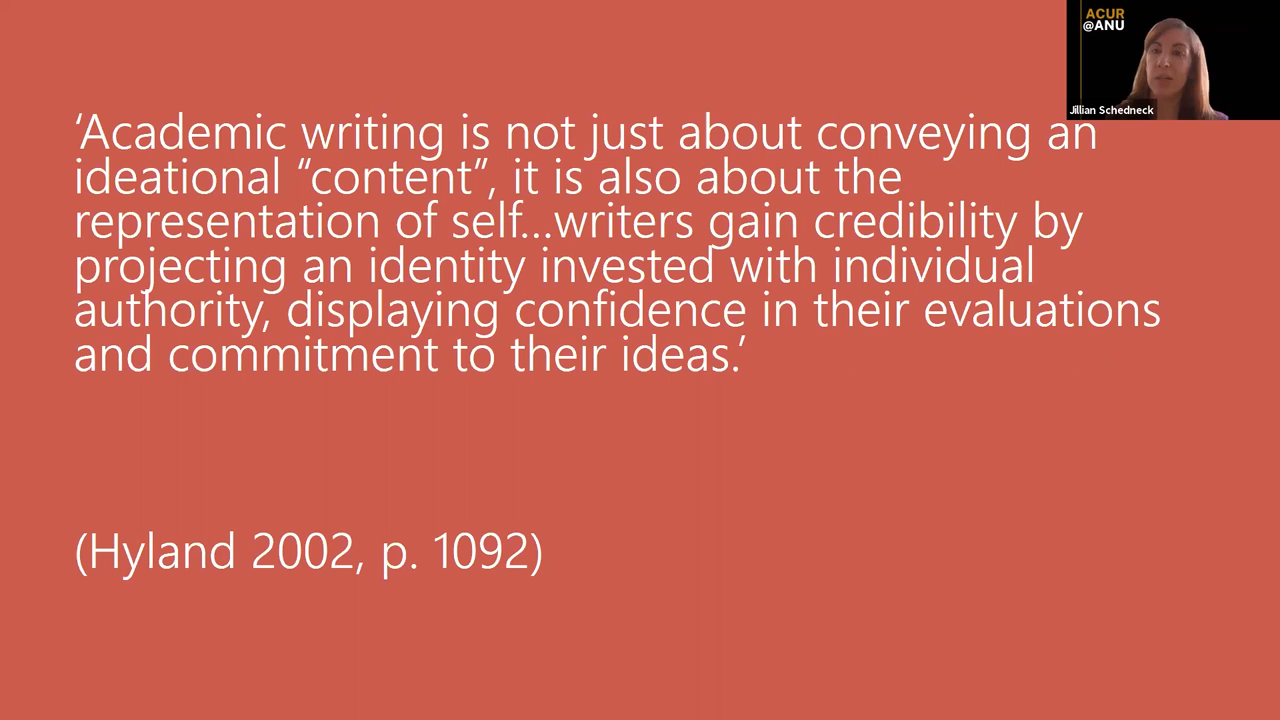 ACUR
@ANU
Jillian Schedneck
‘Academic writing is not just about conveying an
ideational “content”, it is also about the
representation of self...writers gain credibility by
projecting an identity invested with individual
authority, displaying confidence in their evaluations
and commitment to their ideas.’
(Hyland 2002, p. 1092)